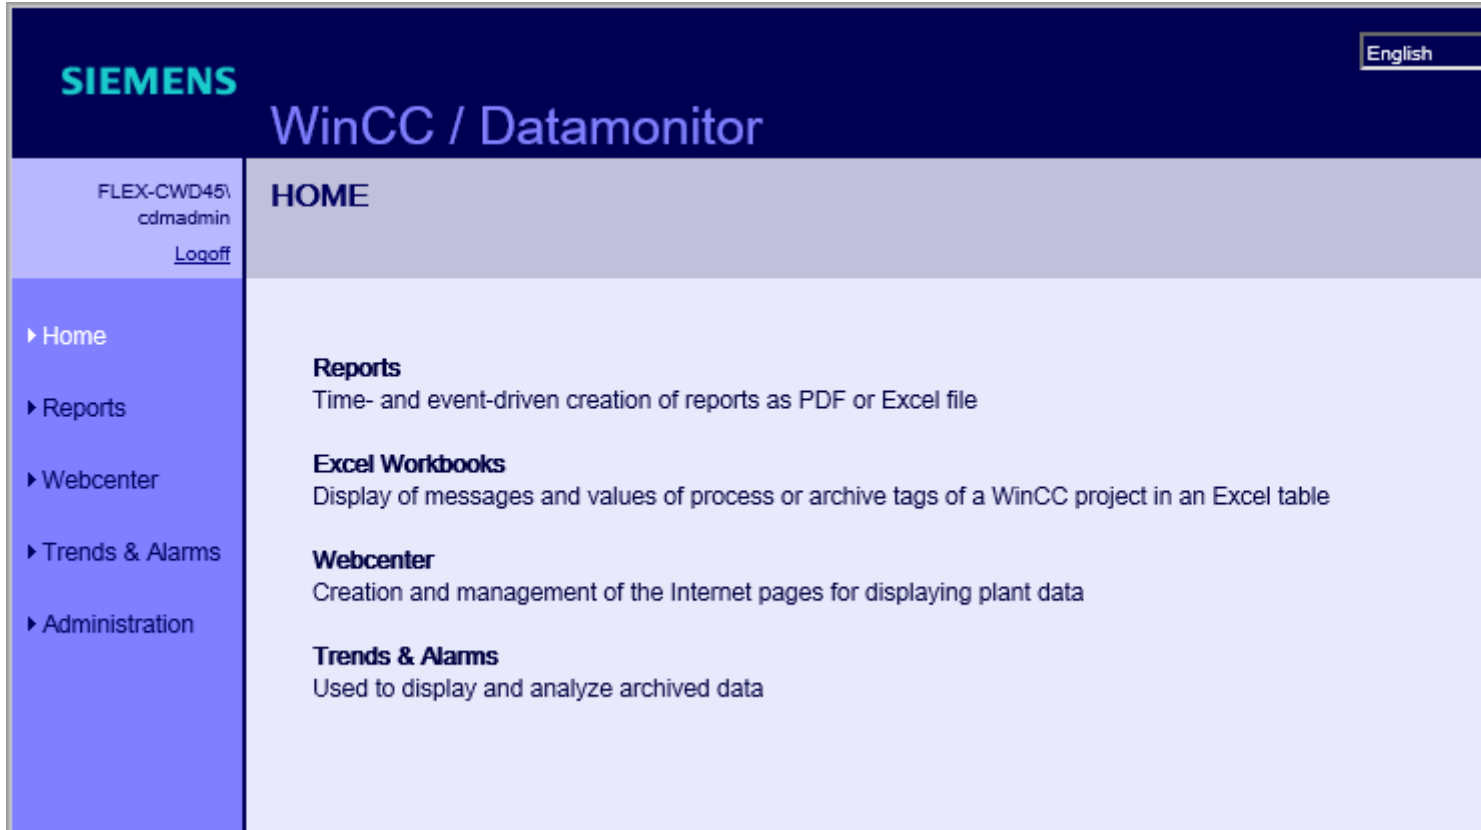 SIEMENS
English
WinCC / Datamonitor
FLEX-CWD45\
cdmadmin
Logoff
HOME
Home
Reports
Webcenter
Trends & Alarms
Administration
Reports
Time- and event-driven creation of reports as PDF or Excel file
Excel Workbooks
Display of messages and values of process or archive tags of a WinCC project in an Excel table
Webcenter
Creation and management of the Internet pages for displaying plant data
Trends & Alarms
Used to display and analyze archived data